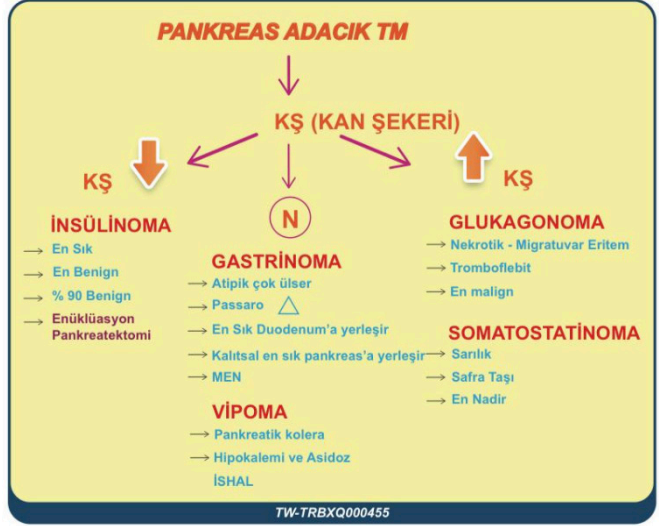 PANKREAS ADACIK TM
KŞ (KAN ŞEKERİ)
KŞ
İNSÜLİNOMA
→ En Sık
→ En Benign
→ % 90 Benign
→ Enüklüasyon
Pankreatektomi
N
GASTRİNOMA
→ Atipik çok ülser
→ Passaro △
→ En Sık Duodenum'a yerleşir
→ Kalıtsal en sık pankreas'a yerleşir
→ MEN
VİPOMA
→ Pankreatik kolera
→ Hipokalemi ve Asidoz
İSHAL
KŞ
GLUKAGONOMA
→ Nekrotik - Migratuvar Eritem
→ Tromboflebit
→ En malign
SOMATOSTATİNOMA
→ Sarılık
→ Safra Taşı
→ En Nadir
TW-TRBXQ000455